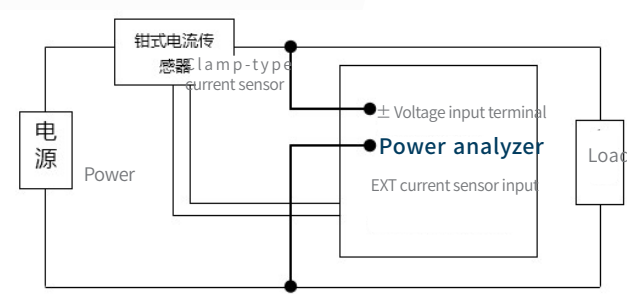 钳式电流传
感器
Clamp-type
current sensor
± Voltage input terminal
电
源
Power analyzer
Load
Power
EXT current sensor input